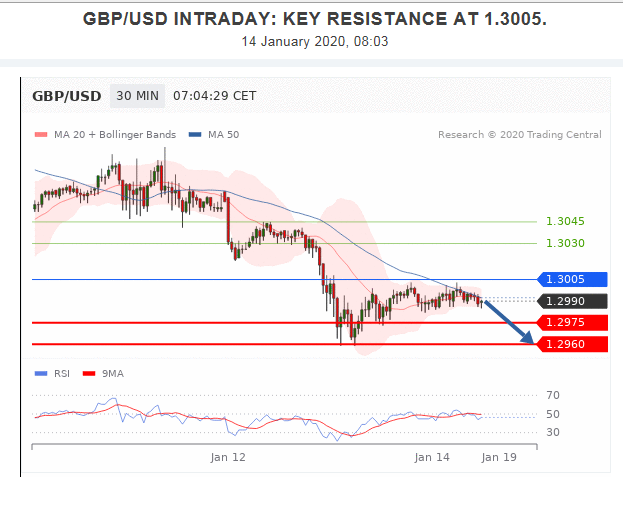 GBP/USD INTRADAY: KEY RESISTANCE AT 1.3005.
14 January 2020, 08:03
GBP/USD 30 MIN 07:04:29 CET
MA 20 + Bollinger Bands MA 50 Research © 2020 Trading Central
1.3045
1.3030
1.3005
1.2990
1.2975
1.2960
RSI 9MA
70
50
30
Jan 12 Jan 14 Jan 19